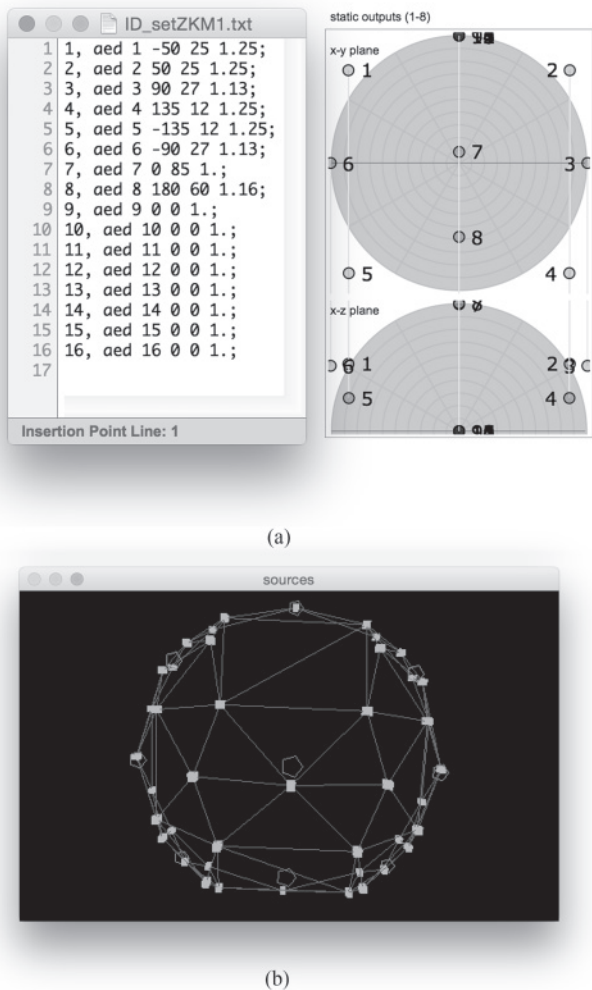 ID_setZKM1.txt
1 1, aed 1 -50 25 1.25;
2 2, aed 2 50 25 1.25;
3 3, aed 3 90 27 1.13;
4 4, aed 4 135 12 1.25;
5 5, aed 5 -135 12 1.25;
6 6, aed 6 -90 27 1.13;
7 7, aed 7 0 85 1.;
8 8, aed 8 180 60 1.16;
9 9, aed 9 0 0 1.;
10 10, aed 10 0 0 1.;
11 11, aed 11 0 0 1.;
12 12, aed 12 0 0 1.;
13 13, aed 13 0 0 1.;
14 14, aed 14 0 0 1.;
15 15, aed 15 0 0 1.;
16 16, aed 16 0 0 1.;
17
Insertion Point Line: 1
static outputs (1-8)
x-y plane
1 2
7
6 3
8
5 4
x-z plane
1 2
5 4
(a)
sources
(b)